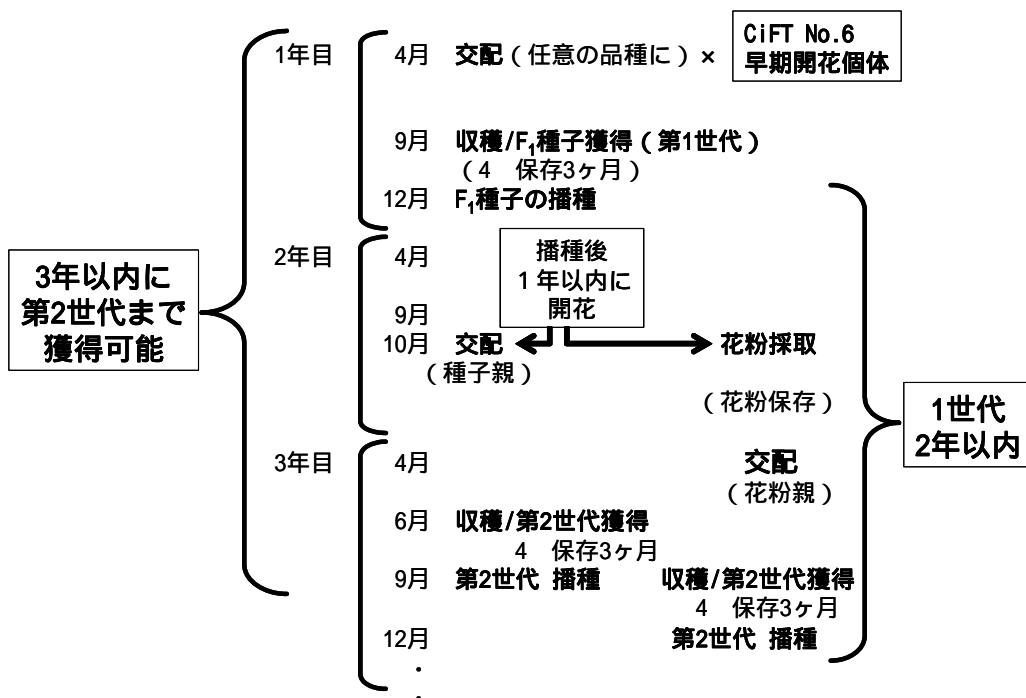 CiFT No.6
早期開花個体
1年目 4月 交配(任意の品種に)×
9月 収穫/F₁種子獲得(第1世代)
(4 保存3ヶ月)
12月 F₁種子の播種
3年以内に
第2世代まで
獲得可能
2年目 4月
播種後
1年以内に
開花
9月
10月 交配 花粉採取
(種子親)
(花粉保存)
1世代
2年以内
3年目 4月 交配
(花粉親)
6月 収穫/第2世代獲得
4 保存3ヶ月
9月 第2世代 播種 収穫/第2世代獲得
4 保存3ヶ月
12月 第2世代 播種
・
・